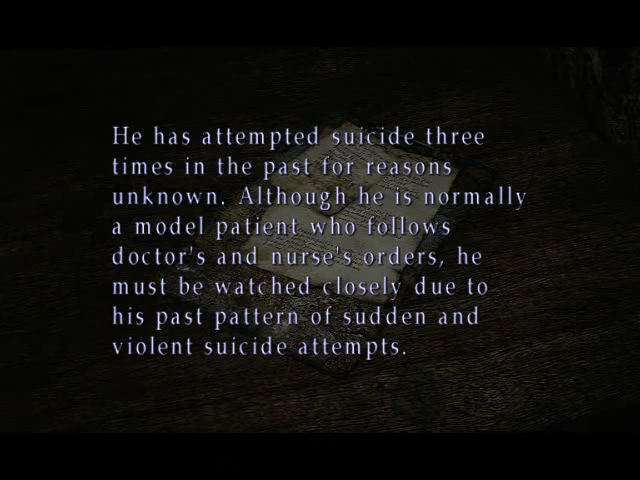 He has attempted suicide three
times in the past for reasons
unknown. Although he is normally
a model patient who follows
doctor's and nurse's orders, he
must be watched closely due to
his past pattern of sudden and
violent suicide attempts.